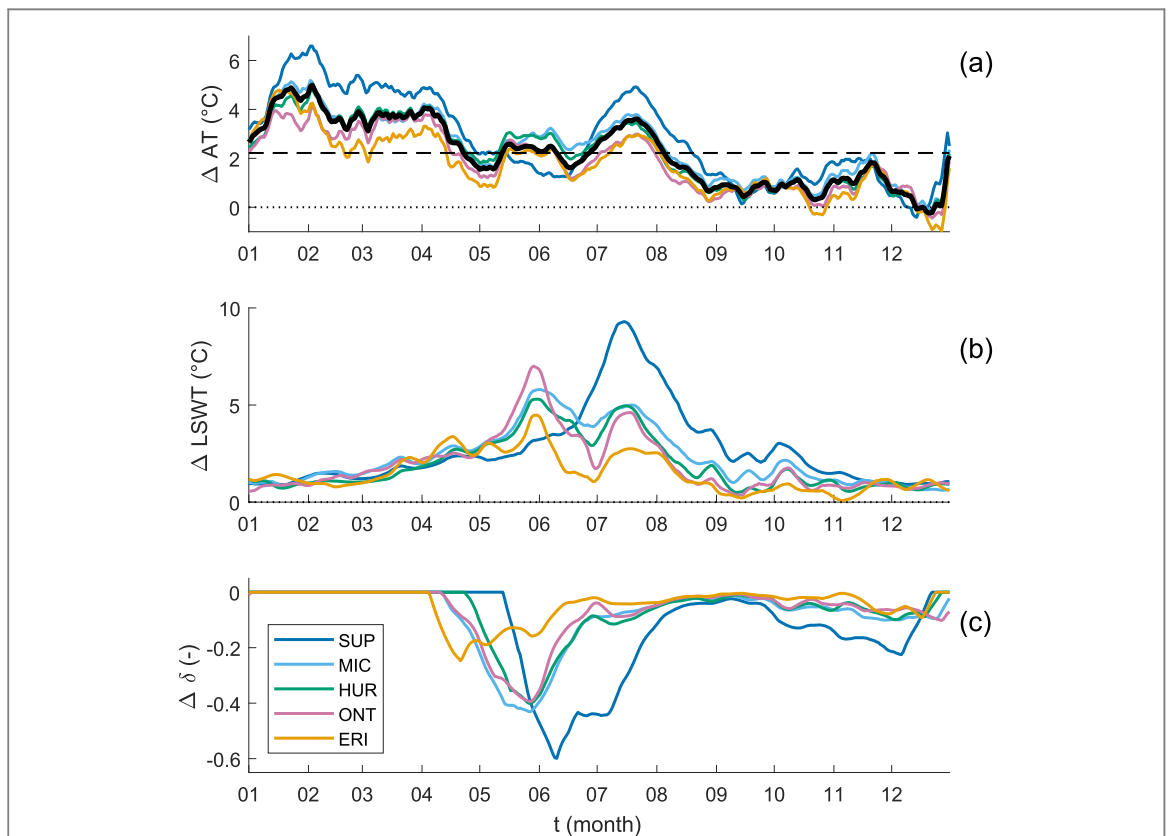 (a)
Δ AT (°C)
6
4
2
0
01 02 03 04 05 06 07 08 09 10 11 12
(b)
Δ LSWT (°C)
10
5
0
01 02 03 04 05 06 07 08 09 10 11 12
(c)
Δ δ (-)
0
-0.2
-0.4
-0.6
SUP
MIC
HUR
ONT
ERI
01 02 03 04 05 06 07 08 09 10 11 12
t (month)